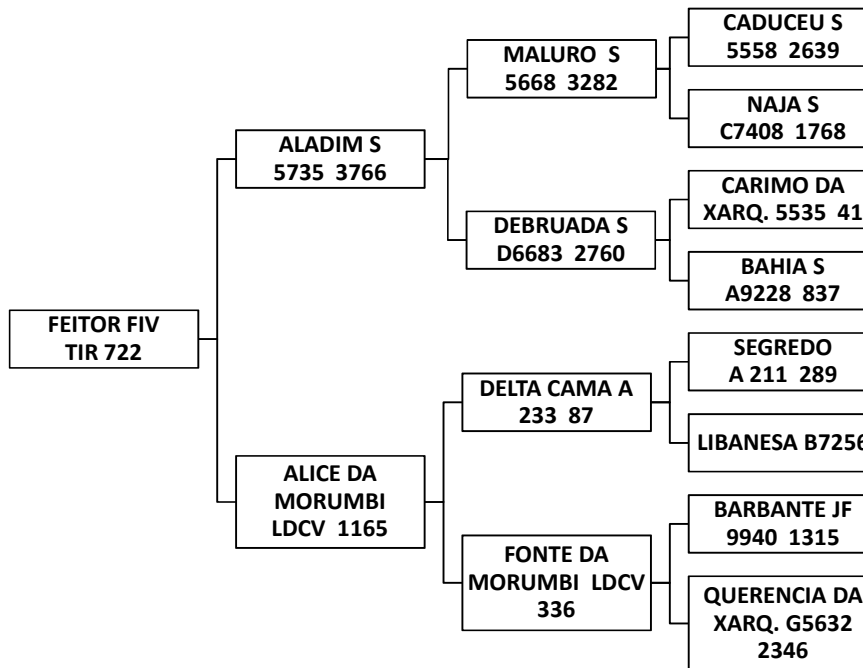 CADUCEU S
5558 2639
MALURO S
5668 3282
NAJA S
C7408 1768
ALADIM S
5735 3766
CARIMO DA
XARQ. 5535 41
DEBRUADA S
D6683 2760
BAHIA S
A9228 837
FEITOR FIV
TIR 722
SEGREDO
A 211 289
DELTA CAMA A
233 87
LIBANESA B7256
ALICE DA
MORUMBI
LDCV 1165
BARBANTE JF
9940 1315
FONTE DA
MORUMBI LDCV
336
QUERENCIA DA
XARQ. G5632
2346